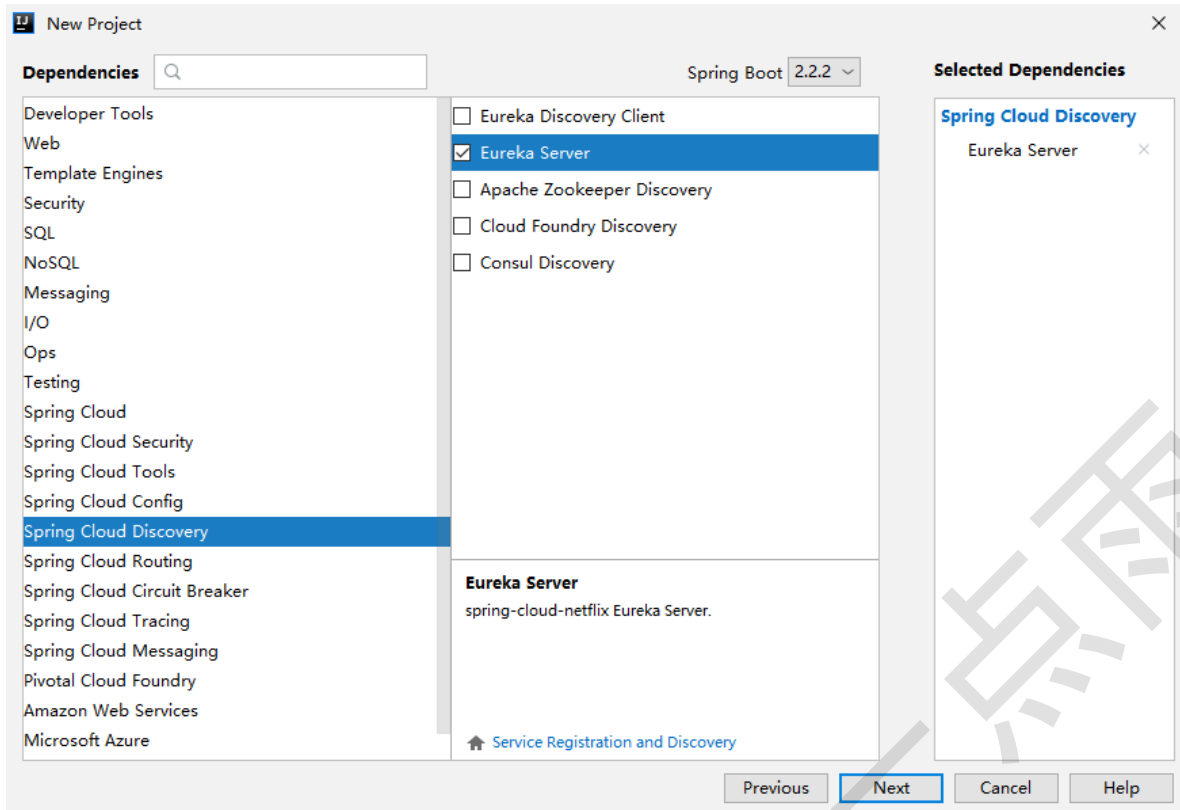 New Project
Dependencies
Spring Boot 2.2.2
Selected Dependencies
Developer Tools
Web
Template Engines
Security
SQL
NoSQL
Messaging
I/O
Ops
Testing
Spring Cloud
Spring Cloud Security
Spring Cloud Tools
Spring Cloud Config
Spring Cloud Discovery
Spring Cloud Routing
Spring Cloud Circuit Breaker
Spring Cloud Tracing
Spring Cloud Messaging
Pivotal Cloud Foundry
Amazon Web Services
Microsoft Azure
Eureka Discovery Client
Eureka Server
Apache Zookeeper Discovery
Cloud Foundry Discovery
Consul Discovery
Eureka Server
spring-cloud-netflix Eureka Server.
Service Registration and Discovery
Spring Cloud Discovery
Eureka Server
Previous
Next
Cancel
Help
一点雨